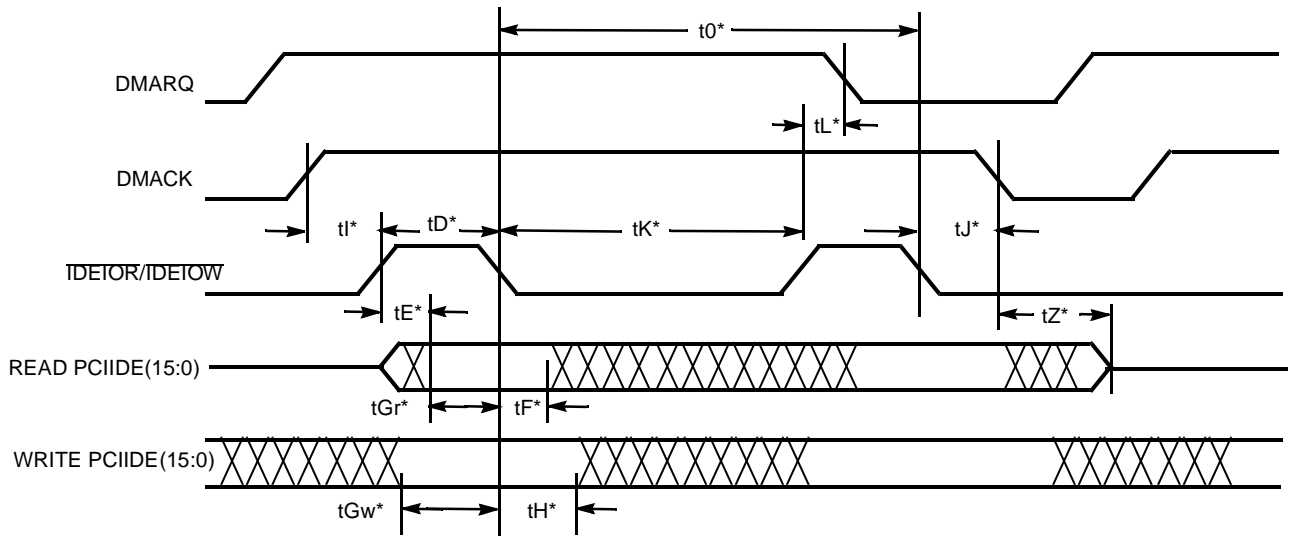 t0*
DMARQ
tL*
DMACK
tI* tD* tK* tJ*
IDEIOR/IDEIOW
tE* tZ*
READ PCIIDE(15:0)
tGr* tF*
WRITE PCIIDE(15:0)
tGw* tH*